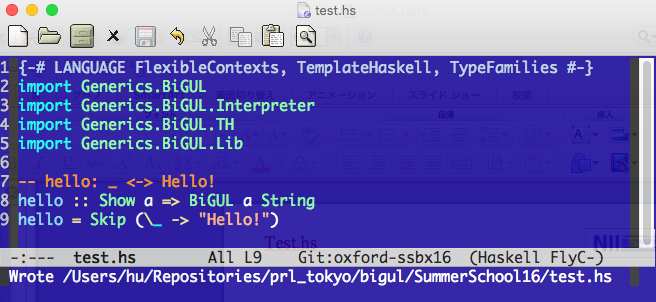 test.hs
1 {-# LANGUAGE FlexibleContexts, TemplateHaskell, TypeFamilies #-}
2 import Generics.BiGUL
3 import Generics.BiGUL.Interpreter
4 import Generics.BiGUL.TH
5 import Generics.BiGUL.Lib
6
7 -- hello: _ <-> Hello!
8 hello :: Show a => BiGUL a String
9 hello = Skip (\_ -> "Hello!")
Test.hs
NII
-:--- test.hs All L9 Git:oxford-ssbx16 (Haskell FlyC-)
Wrote /Users/hu/Repositories/prl_tokyo/bigul/SummerSchool16/test.hs